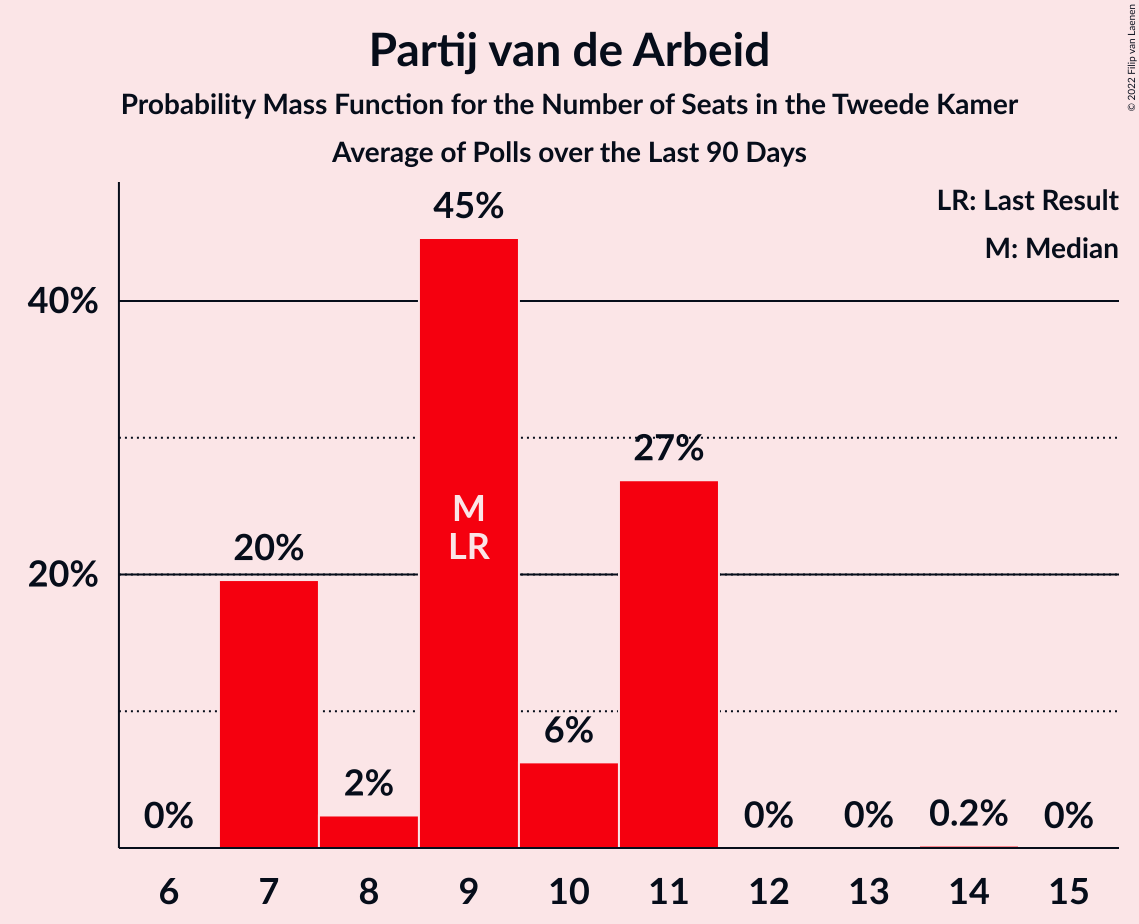 Partij van de Arbeid
Probability Mass Function for the Number of Seats in the Tweede Kamer
Average of Polls over the Last 90 Days
© 2022 Filip van Laenen
LR: Last Result
M: Median
45%
40%
27%
M
LR
20%
20%
6%
2%
0%
0%
0%
0.2%
0%
6 7 8 9 10 11 12 13 14 15